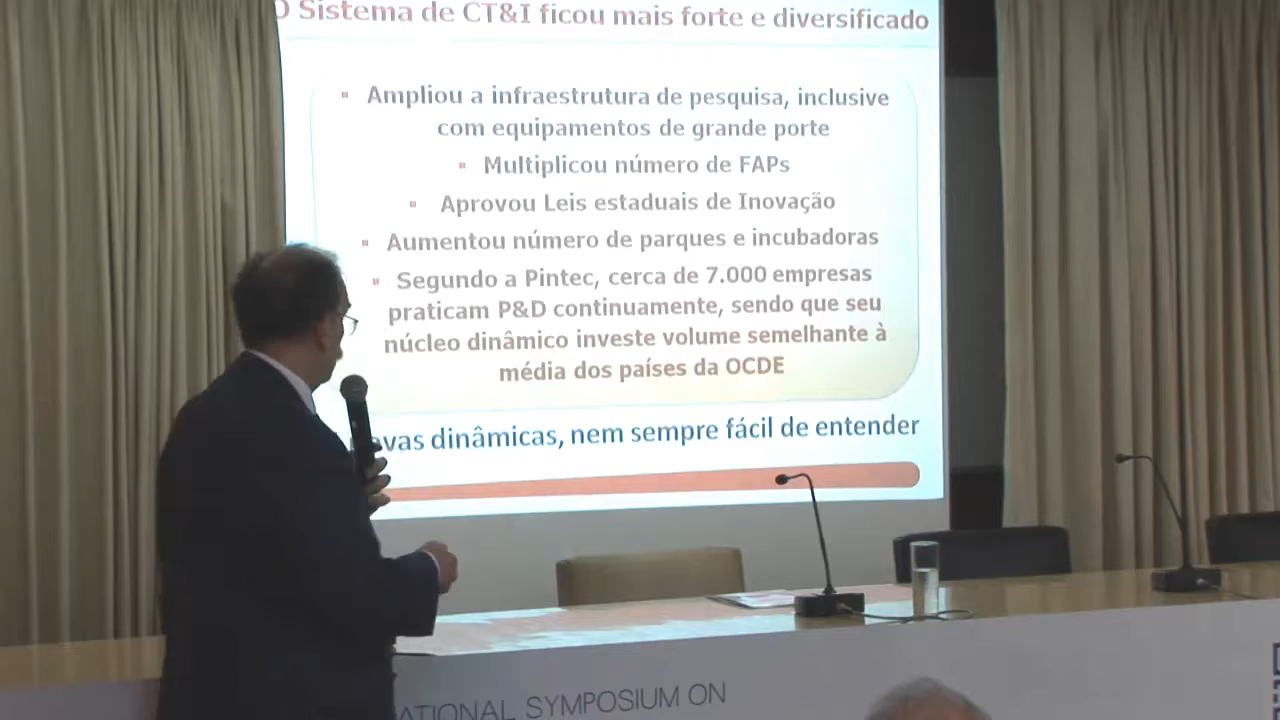 O Sistema de CT&I ficou mais forte e diversificado
Ampliou a infraestrutura de pesquisa, inclusive
com equipamentos de grande porte
Multiplicou número de FAPs
Aprovou Leis estaduais de Inovação
Aumentou número de parques e incubadoras
Segundo a Pintec, cerca de 7.000 empresas
praticam P&D continuamente, sendo que seu
núcleo dinâmico investe volume semelhante à
média dos países da OCDE
vas dinâmicas, nem sempre fácil de entender
ATIONAL SYMPOSIUM ON